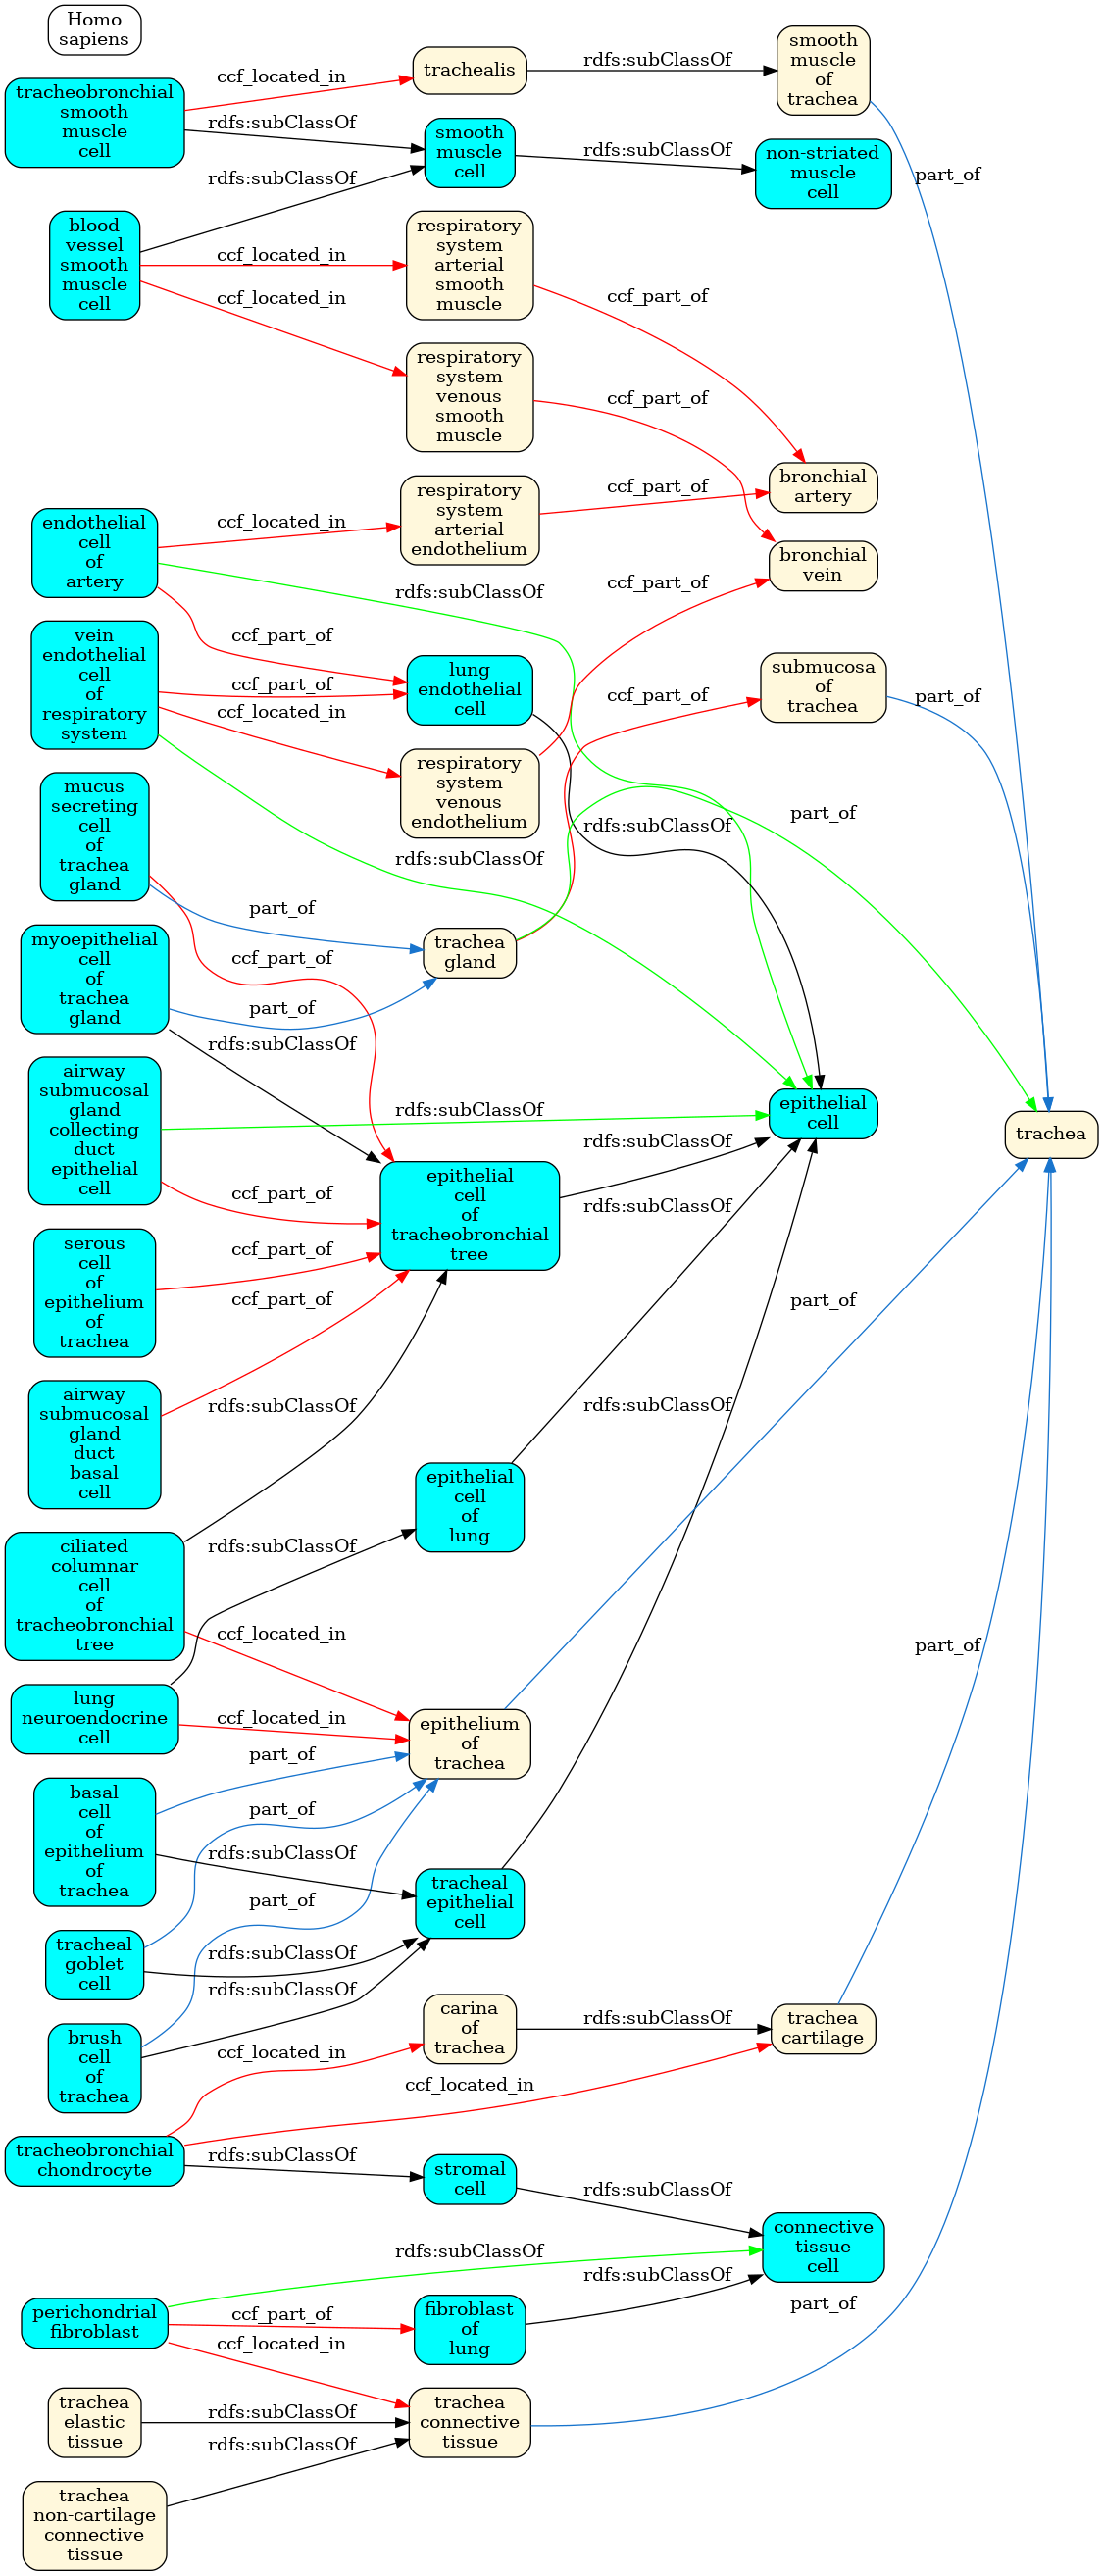 Homo
sapiens
tracheobronchial
smooth
muscle
cell
ccf_located_in
rdfs:subClassOf
trachealis
rdfs:subClassOf
smooth
muscle
of
trachea
smooth
muscle
cell
rdfs:subClassOf
non-striated
muscle
cell
part_of
blood
vessel
smooth
muscle
cell
rdfs:subClassOf
ccf_located_in
ccf_located_in
respiratory
system
arterial
smooth
muscle
ccf_part_of
respiratory
system
venous
smooth
muscle
ccf_part_of
bronchial
artery
endothelial
cell
of
artery
ccf_located_in
respiratory
system
arterial
endothelium
ccf_part_of
bronchial
vein
rdfs:subClassOf
ccf_part_of
ccf_part_of
vein
endothelial
cell
of
respiratory
system
ccf_part_of
ccf_located_in
rdfs:subClassOf
lung
endothelial
cell
rdfs:subClassOf
ccf_part_of
submucosa
of
trachea
part_of
respiratory
system
venous
endothelium
part_of
mucus
secreting
cell
of
trachea
gland
part_of
ccf_part_of
trachea
gland
myoepithelial
cell
of
trachea
gland
part_of
rdfs:subClassOf
airway
submucosal
gland
collecting
duct
epithelial
cell
rdfs:subClassOf
ccf_part_of
epithelial
cell
trachea
epithelial
cell
of
tracheobronchial
tree
rdfs:subClassOf
rdfs:subClassOf
serous
cell
of
epithelium
of
trachea
ccf_part_of
ccf_part_of
part_of
airway
submucosal
gland
duct
basal
cell
rdfs:subClassOf
rdfs:subClassOf
epithelial
cell
of
lung
ciliated
columnar
cell
of
tracheobronchial
tree
rdfs:subClassOf
ccf_located_in
part_of
lung
neuroendocrine
cell
ccf_located_in
epithelium
of
trachea
basal
cell
of
epithelium
of
trachea
part_of
part_of
rdfs:subClassOf
part_of
tracheal
epithelial
cell
tracheal
goblet
cell
rdfs:subClassOf
rdfs:subClassOf
brush
cell
of
trachea
ccf_located_in
carina
of
trachea
rdfs:subClassOf
trachea
cartilage
ccf_located_in
tracheobronchial
chondrocyte
rdfs:subClassOf
stromal
cell
rdfs:subClassOf
connective
tissue
cell
rdfs:subClassOf
rdfs:subClassOf
part_of
perichondrial
fibroblast
ccf_part_of
ccf_located_in
fibroblast
of
lung
trachea
elastic
tissue
rdfs:subClassOf
rdfs:subClassOf
trachea
connective
tissue
trachea
non-cartilage
connective
tissue